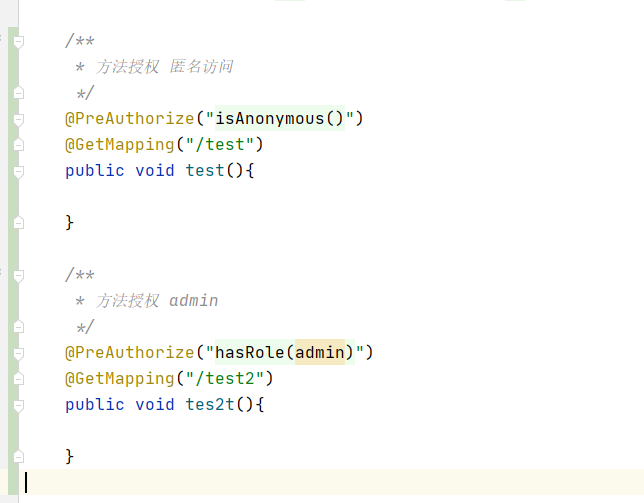 /**
* 方法授权 匿名访问
*/
@PreAuthorize("isAnonymous()")
@GetMapping("/test")
public void test(){
}
/**
* 方法授权 admin
*/
@PreAuthorize("hasRole(admin)")
@GetMapping("/test2")
public void tes2t(){
}